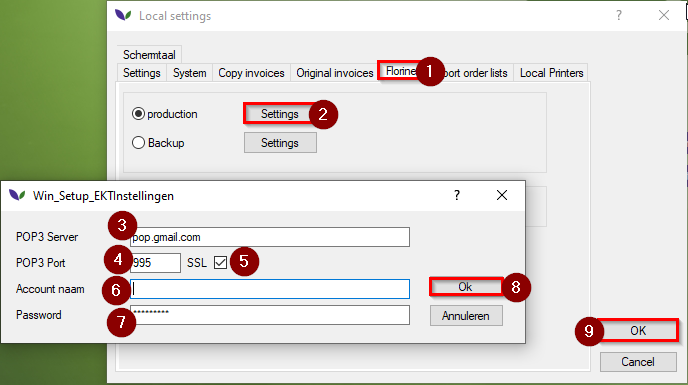 Local settings
?
Schermtaal
Settings System Copy invoices Original invoices Florine 1 ort order lists Local Printers
production Settings 2
Backup Settings
Win_Setup_EKTInstellingen ?
3
POP3 Server pop.gmail.com
POP3 Port 4 995 SSL 5
Account naam 6 Ok 8
Password 7 ********* Annuleren
9 OK
Cancel